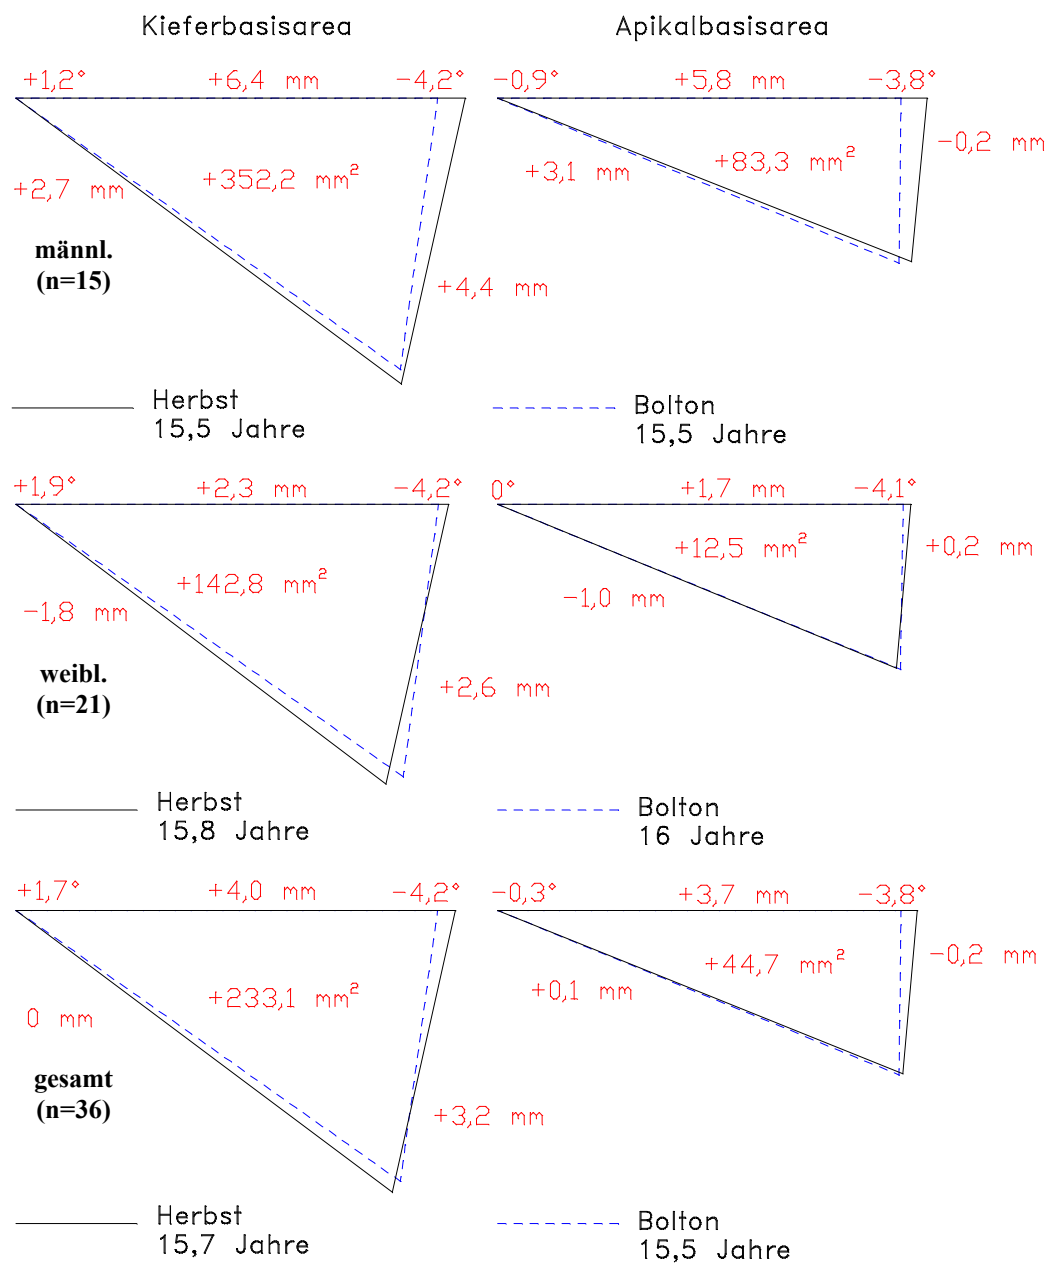 Kieferbasisarea
Apikalbasisarea
+1,2° +6,4 mm −4,2°
−0,9° +5,8 mm −3,8°
−0,2 mm
+352,2 mm²
+83,3 mm²
+2,7 mm
+3,1 mm
männl.
(n=15)
+4,4 mm
Herbst
15,5 Jahre
Bolton
15,5 Jahre
+1,9° +2,3 mm −4,2°
0° +1,7 mm −4,1°
+12,5 mm²
+0,2 mm
+142,8 mm²
−1,8 mm
−1,0 mm
weibl.
(n=21)
+2,6 mm
Herbst
15,8 Jahre
Bolton
16 Jahre
+1,7° +4,0 mm −4,2°
−0,3° +3,7 mm −3,8°
−0,2 mm
+44,7 mm²
+233,1 mm²
0 mm
+0,1 mm
gesamt
(n=36)
+3,2 mm
Herbst
15,7 Jahre
Bolton
15,5 Jahre